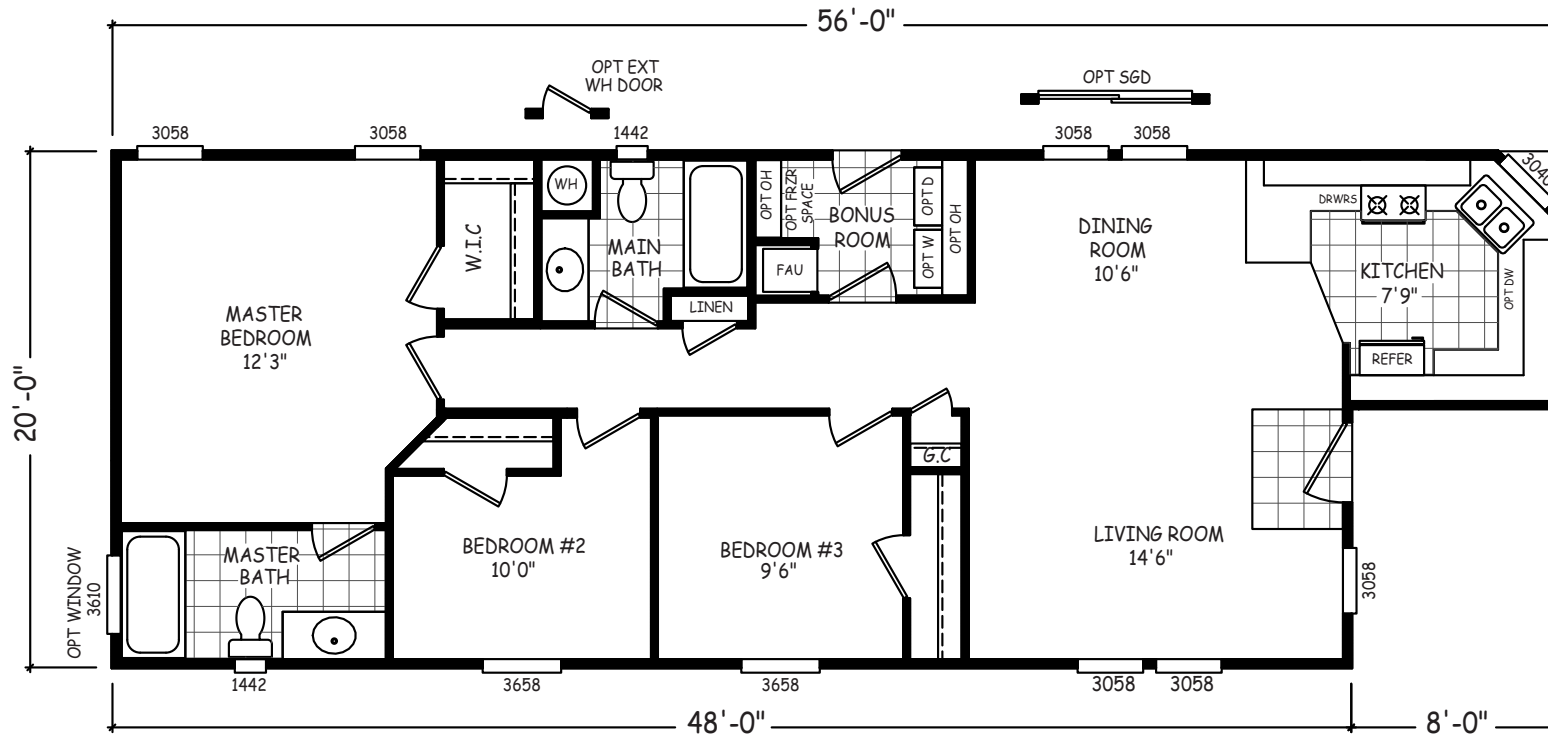 56'-0"
OPT EXT
WH DOOR
OPT SGD
3058
3058
1442
3058
3058
3040
WH
W.I.C
MAIN
BATH
LINEN
OPT OH
OPT FRZR
SPACE
BONUS
ROOM
FAU
OPT D
OPT W
OPT OH
DINING
ROOM
10'6"
DRWRS
KITCHEN
7'9"
OPT DW
REFER
MASTER
BEDROOM
12'3"
20'-0"
G.C
BEDROOM #2
10'0"
BEDROOM #3
9'6"
LIVING ROOM
14'6"
MASTER
BATH
OPT WINDOW
3610
3058
1442
3658
3658
3058
3058
48'-0"
8'-0"